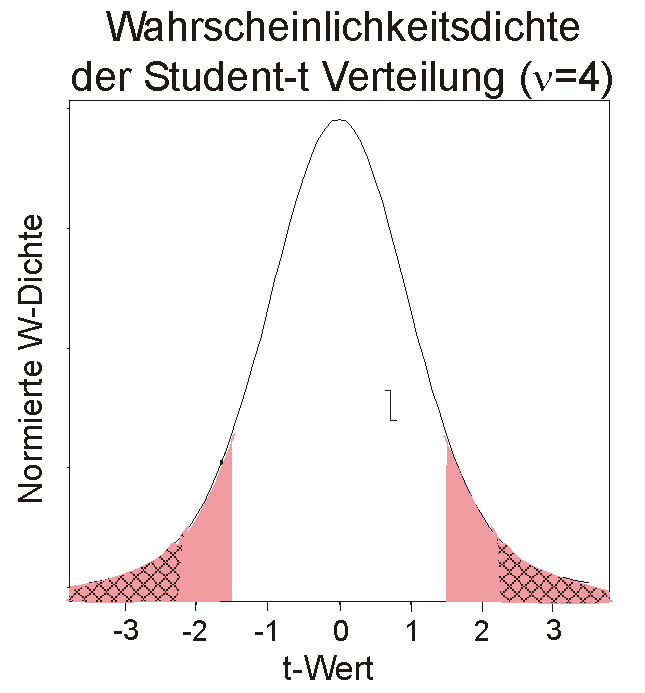 Wahrscheinlichkeitsdichte
der Student-t Verteilung (ν=4)
Normierte W-Dichte
-3 -2 -1 0 1 2 3
t-Wert